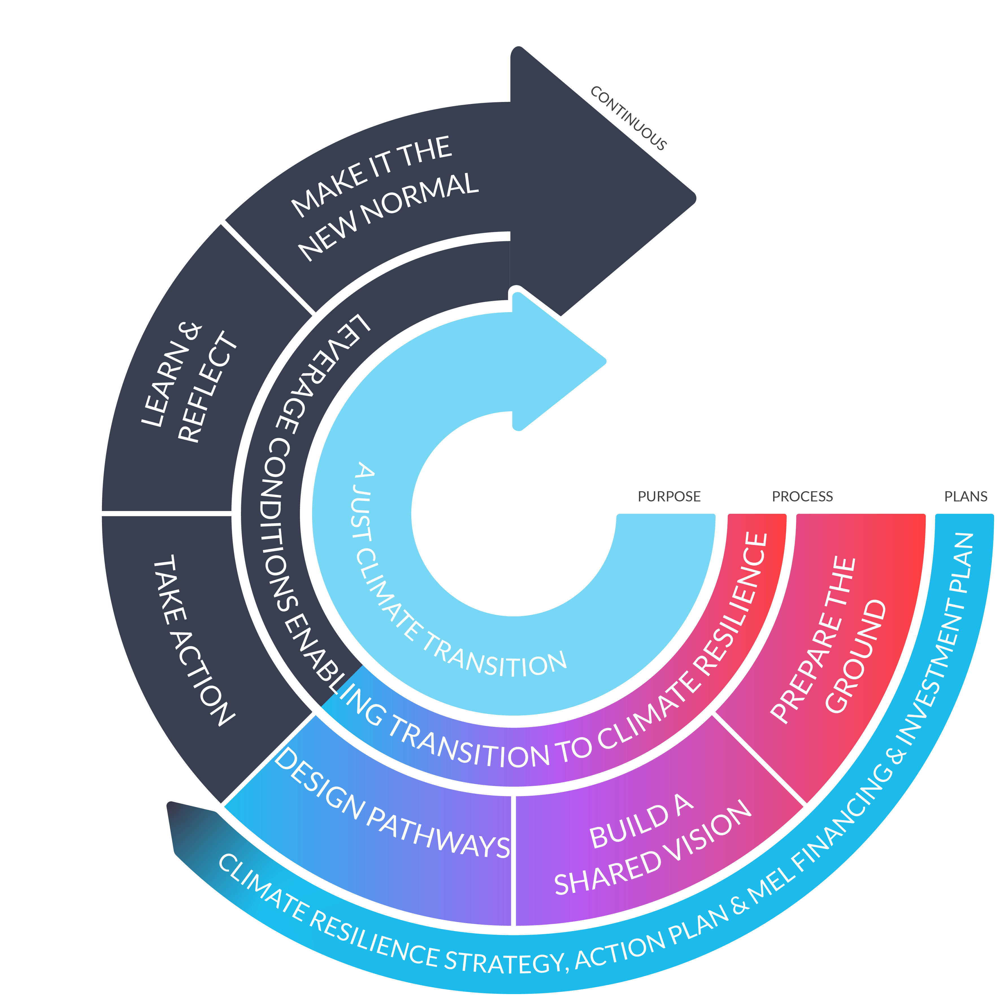 CONTINUOUS
MAKE IT THE
NEW NORMAL
LEARN &
REFLECT
TAKE ACTION
LEVERAGE CONDITIONS ENABLING TRANSITION TO CLIMATE RESILIENCE
A JUST CLIMATE TRANSITION
PURPOSE
PROCESS
PLANS
PREPARE THE
GROUND
BUILD A
SHARED VISION
DESIGN PATHWAYS
CLIMATE RESILIENCE STRATEGY, ACTION PLAN & MEL FINANCING & INVESTMENT PLAN